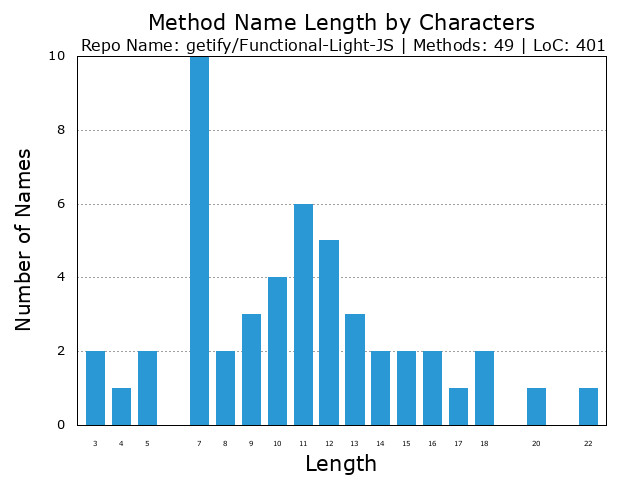 Method Name Length by Characters
Repo Name: getify/Functional-Light-JS | Methods: 49 | LoC: 401
Number of Names
10
8
6
4
2
0
3 4 5 7 8 9 10 11 12 13 14 15 16 17 18 20 22
Length